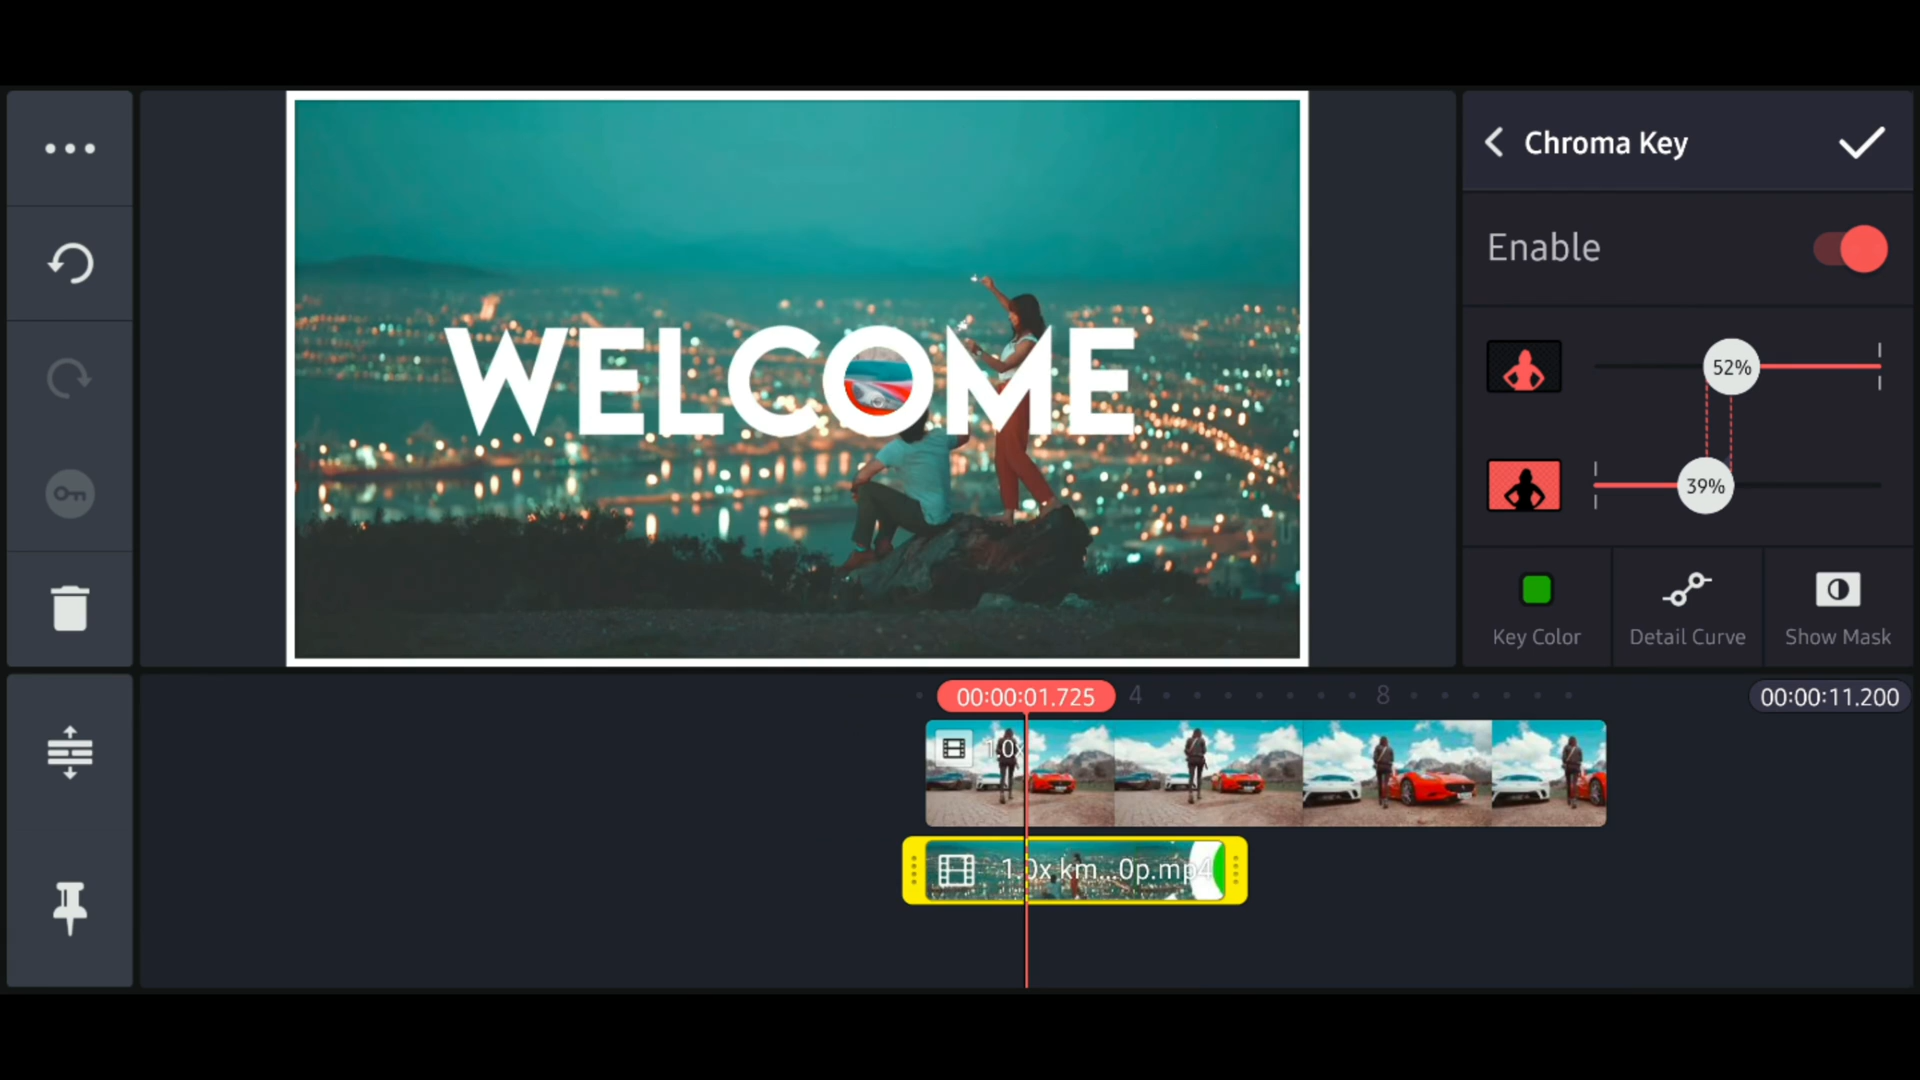 Chroma Key
Enable
WELCOME
52%
39%
Key Color
Detail Curve
Show Mask
00:00:01.725
4
8
00:00:11.200
1.0x
1.0x km...0p.mp4